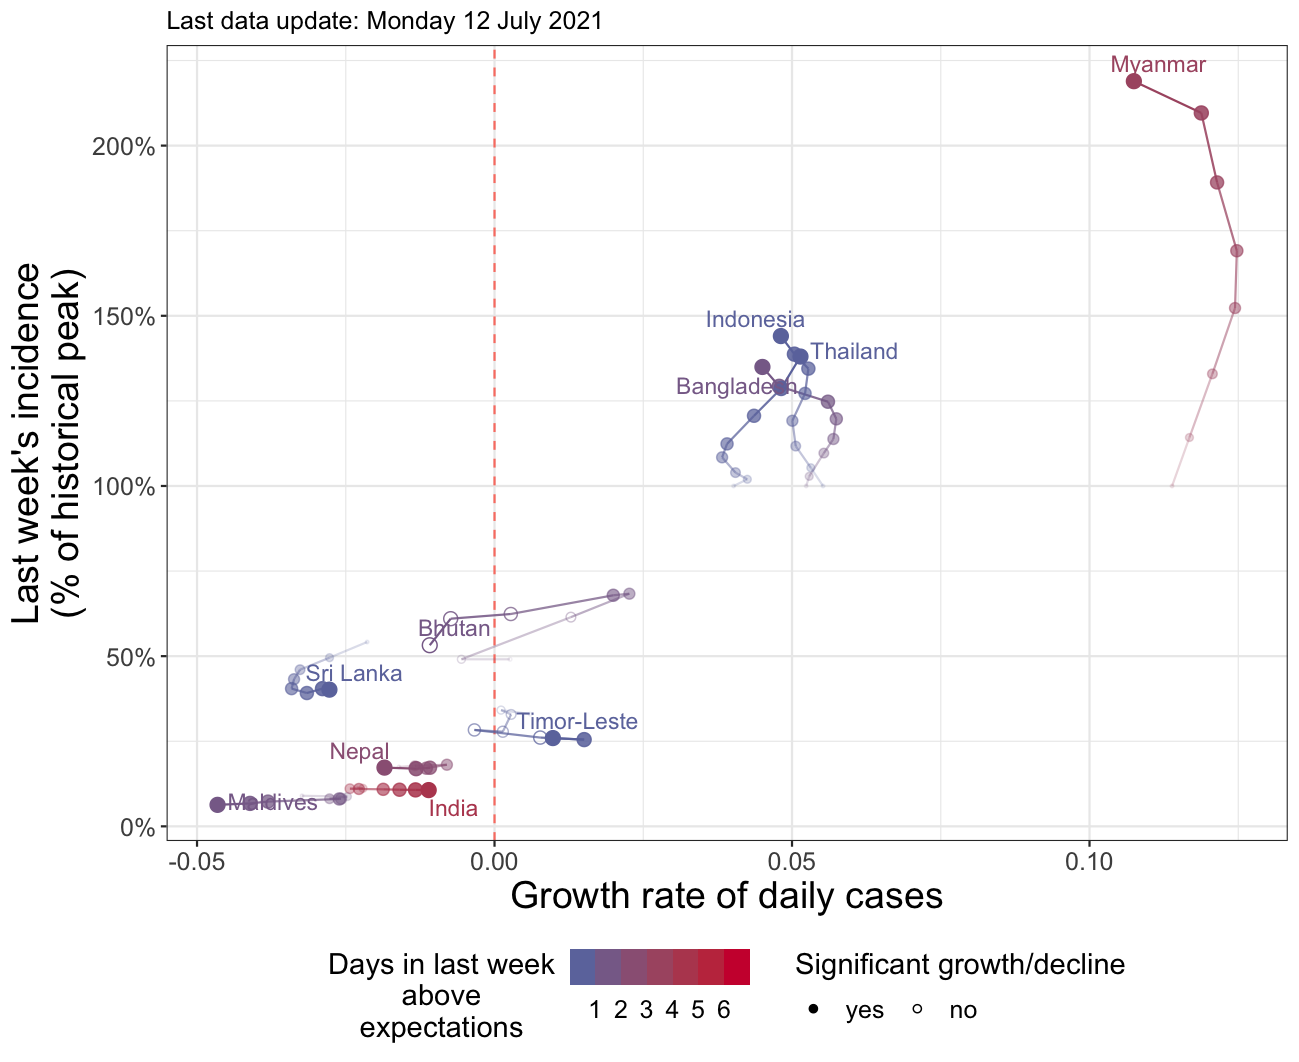 Last data update: Monday 12 July 2021
Last week's incidence
(% of historical peak)
200%
150%
100%
50%
0%
Myanmar
Indonesia
Thailand
Bangladesh
Bhutan
Sri Lanka
Timor-Leste
Nepal
Maldives
India
-0.05
0.00
0.05
0.10
Growth rate of daily cases
Days in last week
above
expectations
1 2 3 4 5 6
Significant growth/decline
yes no